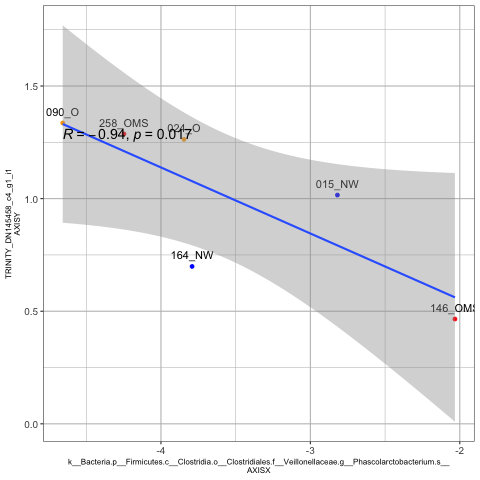 TRINITY_DN145458_c4_g1_i1
AXISY
1.5
1.0
0.5
0.0
090_O
258_OMS
024_O
R = −0.94, p = 0.017
015_NW
164_NW
146_OMS
-4
-3
-2
k__Bacteria.p__Firmicutes.c__Clostridia.o__Clostridiales.f__Veillonellaceae.g__Phascolarctobacterium.s__
AXISX